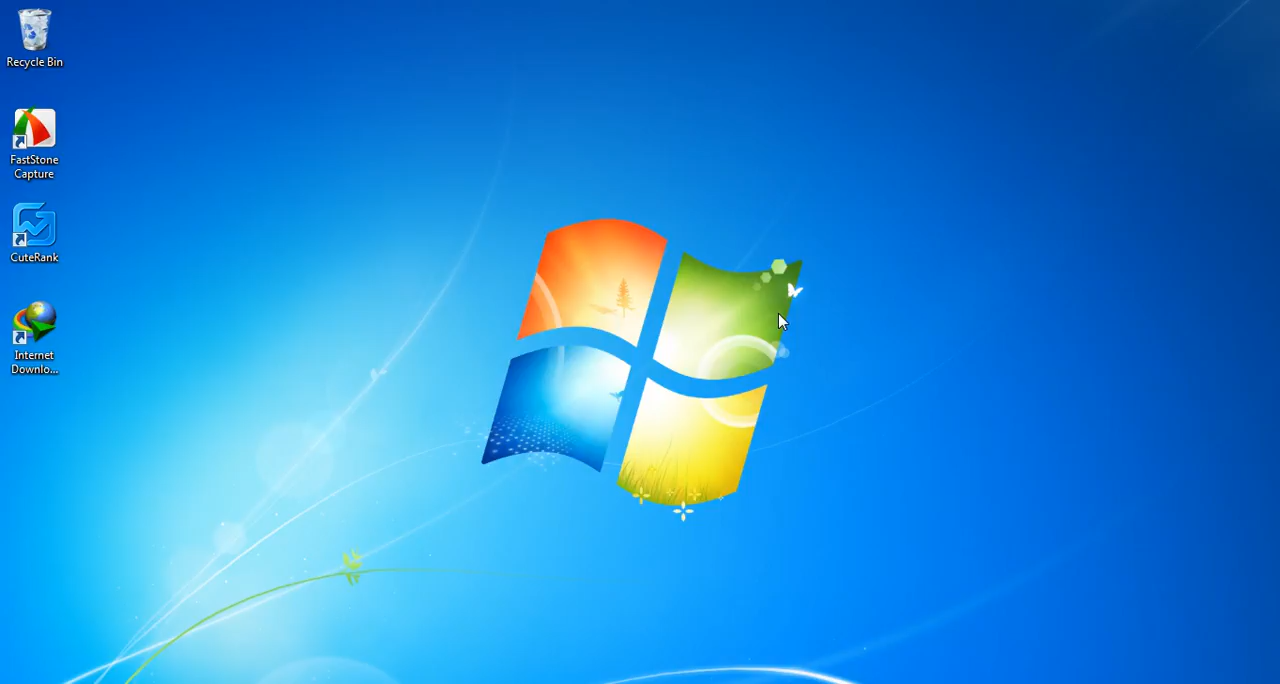 Recycle Bin
FastStone
Capture
CuteRank
Internet
Downlo...